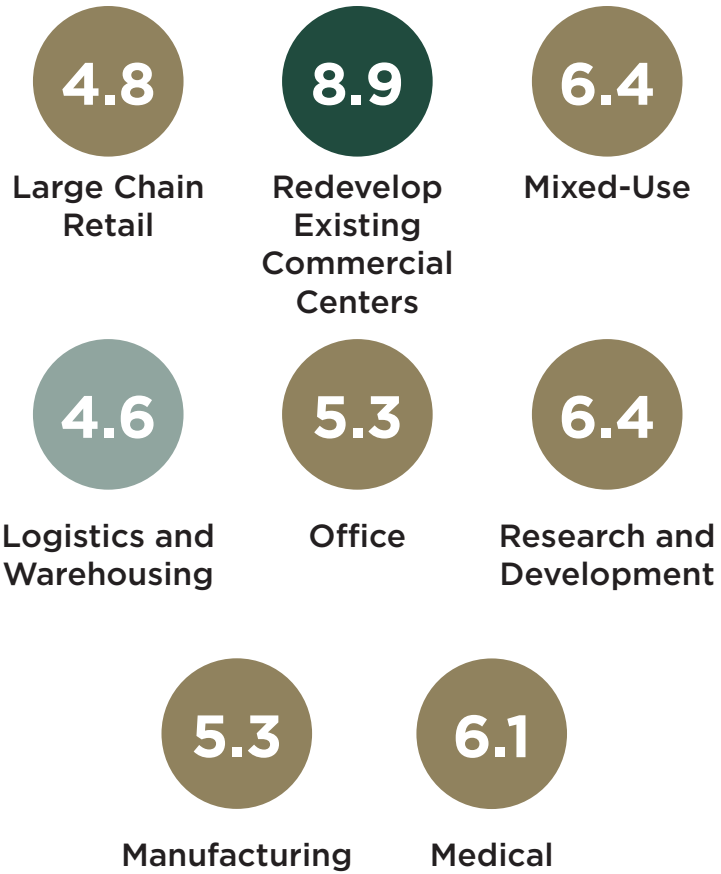 4.8
Large Chain
Retail
8.9
Redevelop
Existing
Commercial
Centers
6.4
Mixed-Use
4.6
Logistics and
Warehousing
5.3
Office
6.4
Research and
Development
5.3
Manufacturing
6.1
Medical